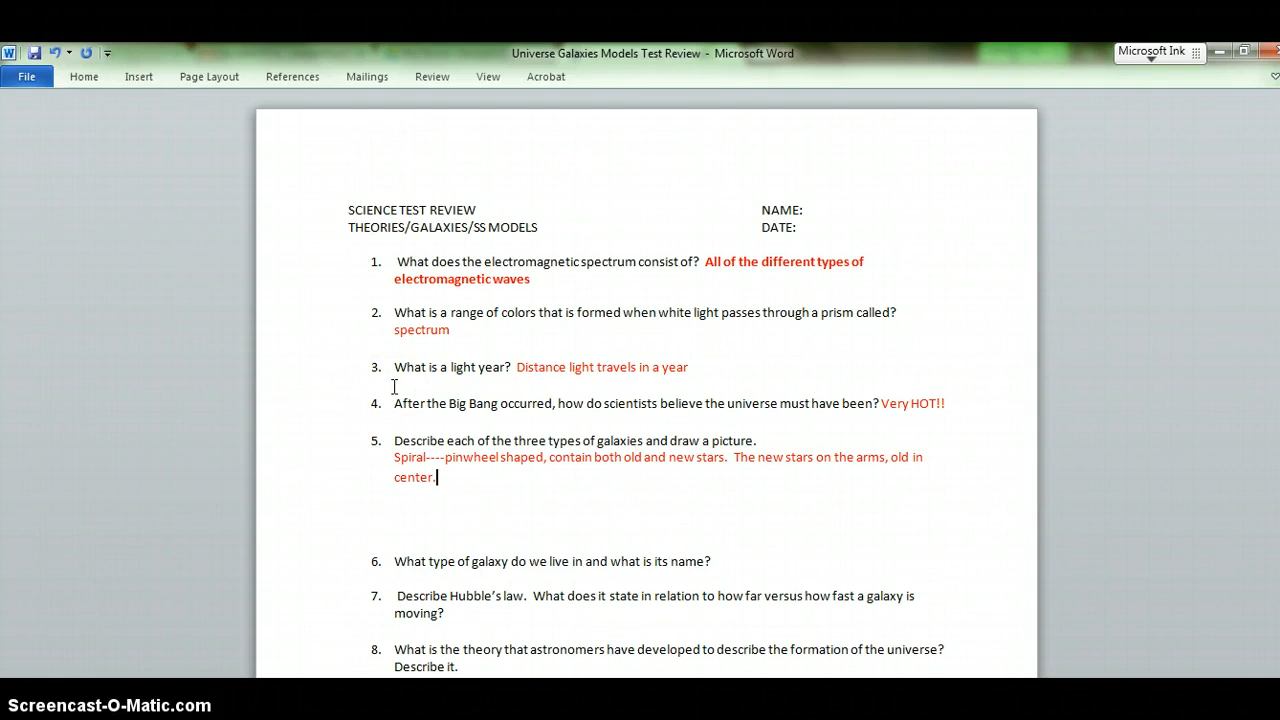 Universe Galaxies Models Test Review - Microsoft Word
Microsoft Ink
File Home Insert Page Layout References Mailings Review View Acrobat
SCIENCE TEST REVIEW NAME:
THEORIES/GALAXIES/SS MODELS DATE:
1. What does the electromagnetic spectrum consist of? All of the different types of
electromagnetic waves
2. What is a range of colors that is formed when white light passes through a prism called?
spectrum
3. What is a light year? Distance light travels in a year
4. After the Big Bang occurred, how do scientists believe the universe must have been? Very HOT!!
5. Describe each of the three types of galaxies and draw a picture.
Spiral----pinwheel shaped, contain both old and new stars. The new stars on the arms, old in
center.
6. What type of galaxy do we live in and what is its name?
7. Describe Hubble’s law. What does it state in relation to how far versus how fast a galaxy is
moving?
8. What is the theory that astronomers have developed to describe the formation of the universe?
Describe it.
Screencast-O-Matic.com